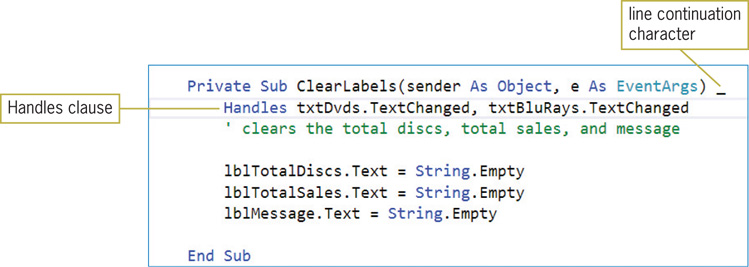 line continuation
character
Private Sub ClearLabels(sender As Object, e As EventArgs) _
Handles clause
Handles txtDvds.TextChanged, txtBluRays.TextChanged
' clears the total discs, total sales, and message
lblTotalDiscs.Text = String.Empty
lblTotalSales.Text = String.Empty
lblMessage.Text = String.Empty
End Sub